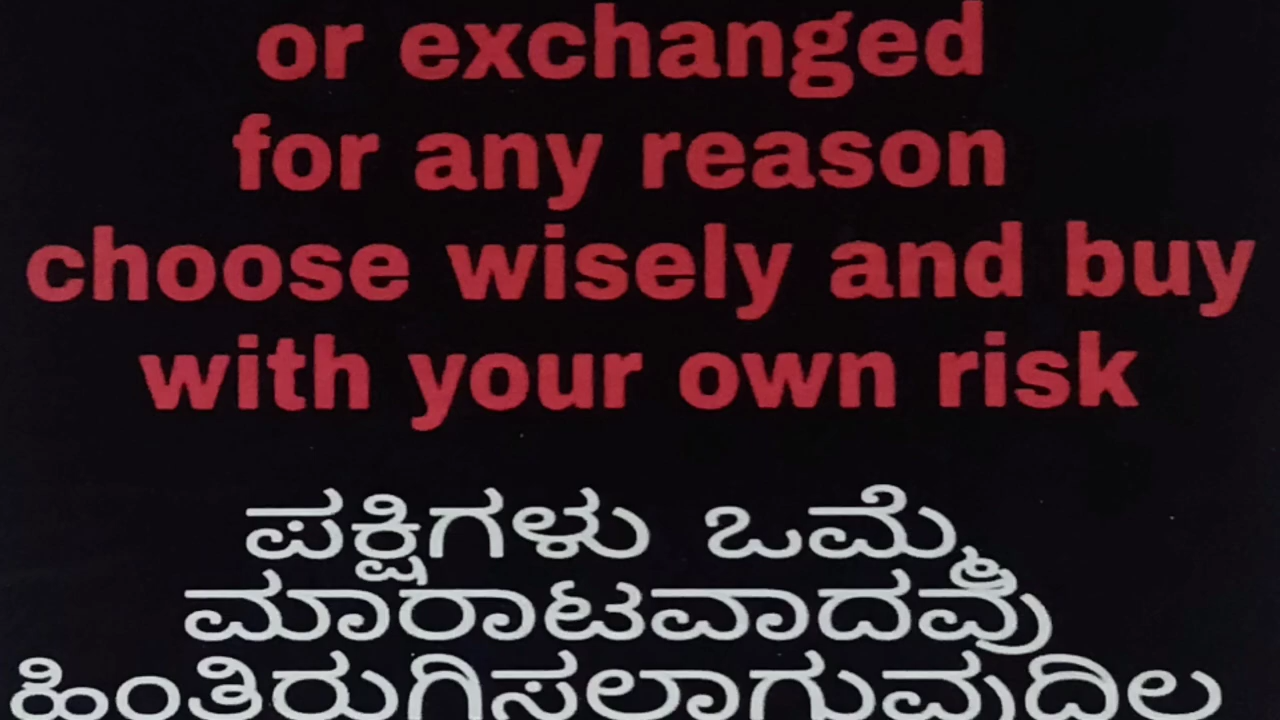 or exchanged
for any reason
choose wisely and buy
with your own risk
ಪಕ್ಷಿಗಳು ಒಮ್ಮೆ
ಮಾರಾಟವಾದವು
ಹಿಂತಿರುಗಿಸಲಾಗುವುದಿಲ